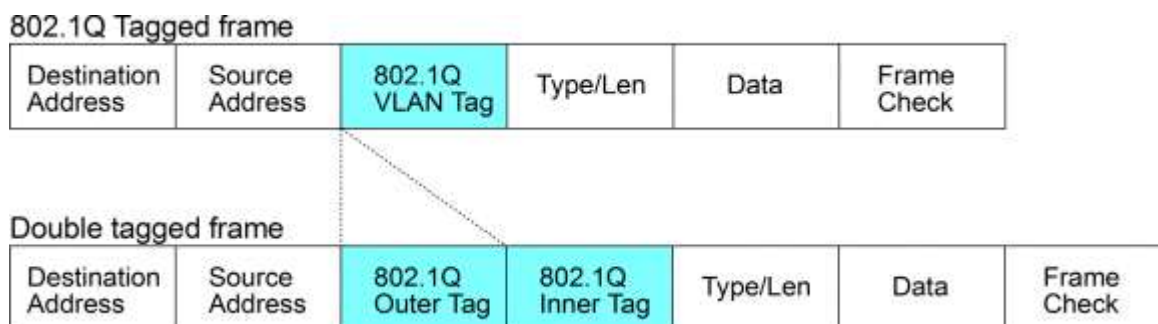 802.1Q Tagged frame
Destination Address
Source Address
802.1Q VLAN Tag
Type/Len
Data
Frame Check
Double tagged frame
Destination Address
Source Address
802.1Q Outer Tag
802.1Q Inner Tag
Type/Len
Data
Frame Check